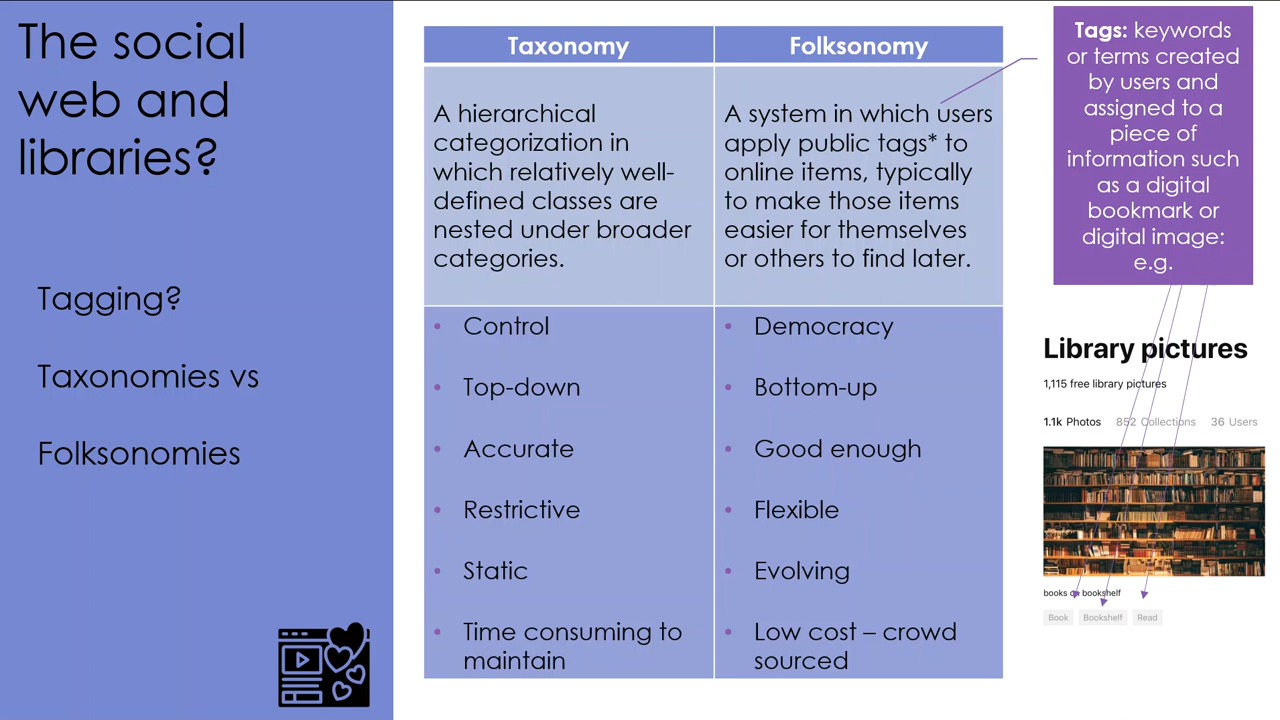 The social
web and
libraries?
Tagging?
Taxonomies vs
Folksonomies
Taxonomy
Folksonomy
A hierarchical
categorization in
which relatively well-
defined classes are
nested under broader
categories.
A system in which users
apply public tags* to
online items, typically
to make those items
easier for themselves
or others to find later.
• Control
• Top-down
• Accurate
• Restrictive
• Static
• Time consuming to
maintain
• Democracy
• Bottom-up
• Good enough
• Flexible
• Evolving
• Low cost – crowd
sourced
Tags: keywords
or terms created
by users and
assigned to a
piece of
information such
as a digital
bookmark or
digital image:
e.g.
Library pictures
1,115 free library pictures
1.1k Photos 852 Collections 36 Users
books on bookshelf
Book Bookshelf Read